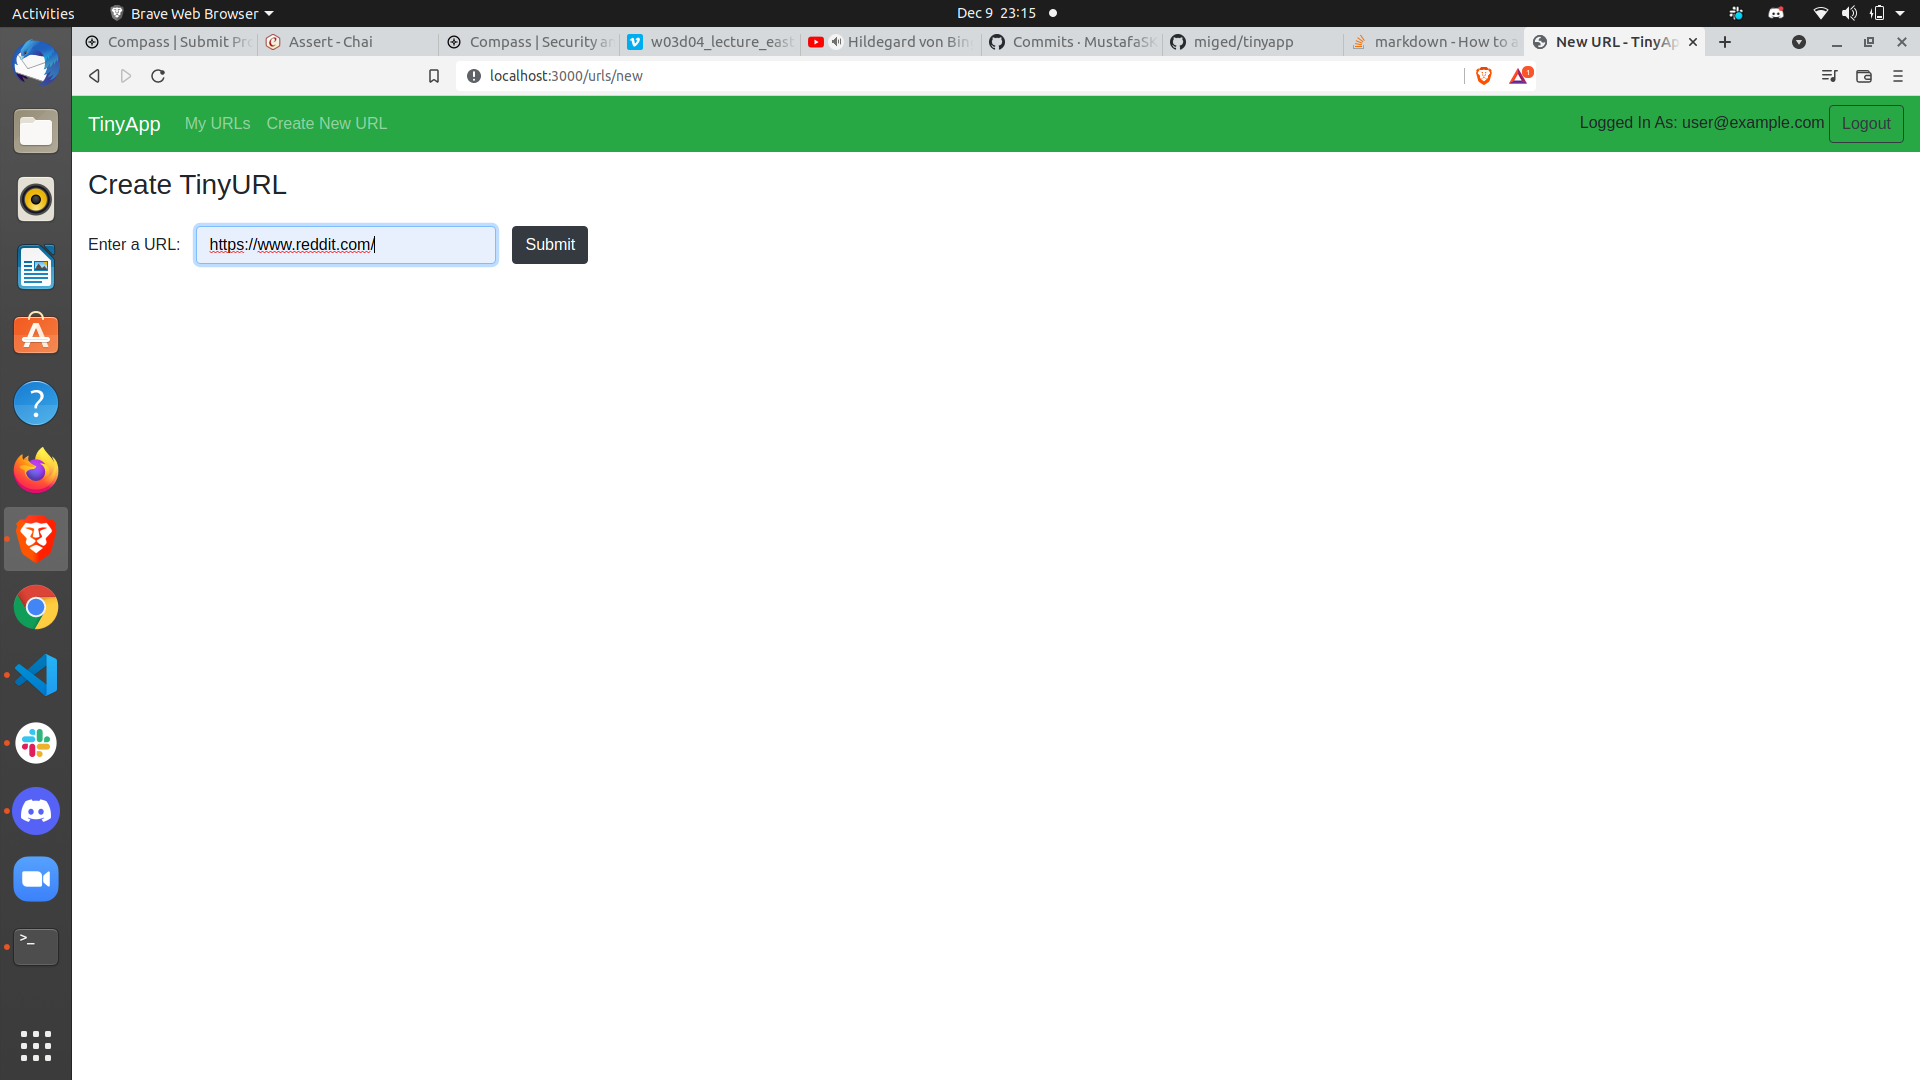 Activities
Brave Web Browser
Dec 9 23:15
Compass | Submit Pr
Assert - Chai
Compass | Security a
w03d04_lecture_east
Hildegard von Bin
Commits · MustafaSK
miged/tinyapp
markdown - How to a
New URL - TinyAp
localhost:3000/urls/new
1
TinyApp
My URLs
Create New URL
Logged In As: user@example.com
Logout
Create TinyURL
Enter a URL:
https://www.reddit.com/
Submit